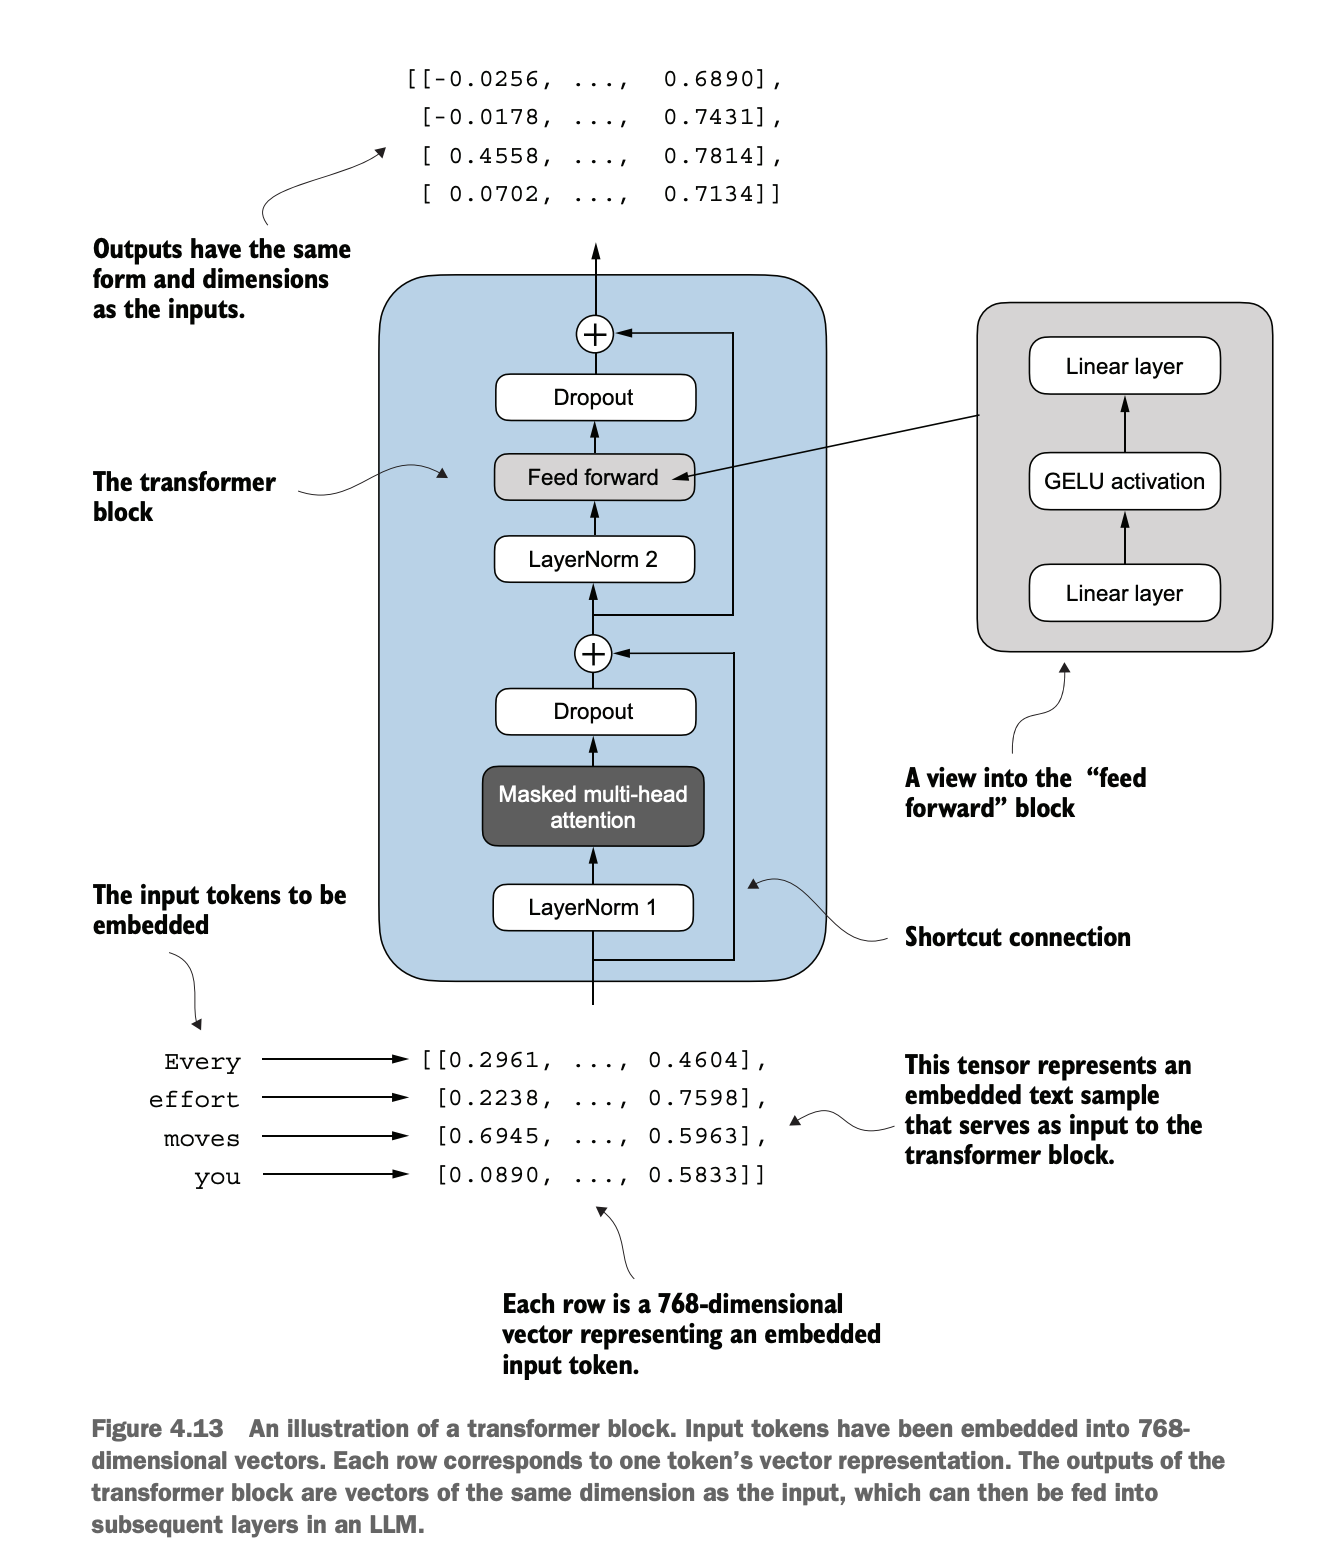 [[-0.0256, ..., 0.6890],
[-0.0178, ..., 0.7431],
[ 0.4558, ..., 0.7814],
[ 0.0702, ..., 0.7134]]
Outputs have the same
form and dimensions
as the inputs.
+
Dropout
Feed forward
LayerNorm 2
+
Dropout
Masked multi-head
attention
LayerNorm 1
The transformer
block
Linear layer
GELU activation
Linear layer
A view into the “feed
forward” block
Shortcut connection
The input tokens to be
embedded
Every [[0.2961, ..., 0.4604],
effort [0.2238, ..., 0.7598],
moves [0.6945, ..., 0.5963],
you [0.0890, ..., 0.5833]]
This tensor represents an
embedded text sample
that serves as input to the
transformer block.
Each row is a 768-dimensional
vector representing an embedded
input token.
Figure 4.13 An illustration of a transformer block. Input tokens have been embedded into 768-
dimensional vectors. Each row corresponds to one token’s vector representation. The outputs of the
transformer block are vectors of the same dimension as the input, which can then be fed into
subsequent layers in an LLM.